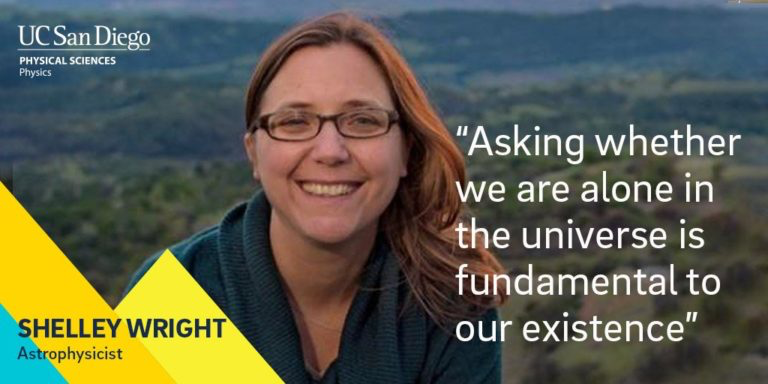 UC San Diego
PHYSICAL SCIENCES
Physics
“Asking whether
we are alone in
the universe is
fundamental to
our existence”
SHELLEY WRIGHT
Astrophysicist